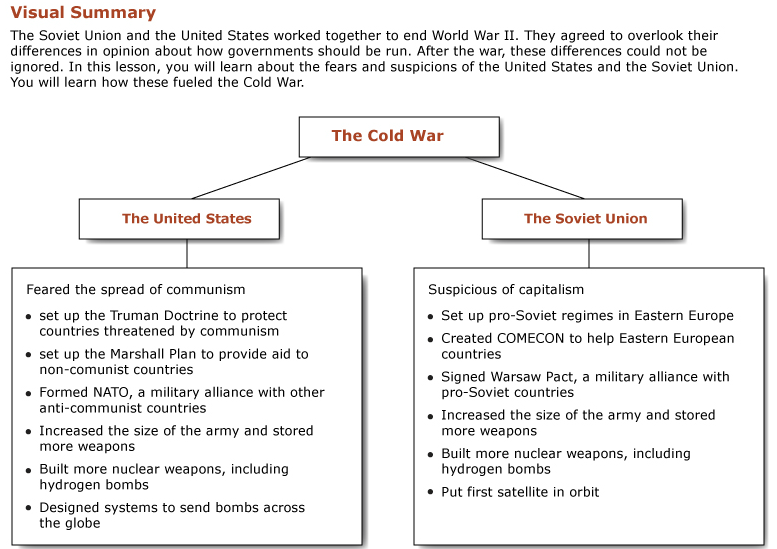 Visual Summary
The Soviet Union and the United States worked together to end World War II. They agreed to overlook their
differences in opinion about how governments should be run. After the war, these differences could not be
ignored. In this lesson, you will learn about the fears and suspicions of the United States and the Soviet Union.
You will learn how these fueled the Cold War.
The Cold War
The United States
The Soviet Union
Feared the spread of communism
• set up the Truman Doctrine to protect
countries threatened by communism
• set up the Marshall Plan to provide aid to
non-comunist countries
• Formed NATO, a military alliance with other
anti-communist countries
• Increased the size of the army and stored
more weapons
• Built more nuclear weapons, including
hydrogen bombs
• Designed systems to send bombs across
the globe
Suspicious of capitalism
• Set up pro-Soviet regimes in Eastern Europe
• Created COMECON to help Eastern European
countries
• Signed Warsaw Pact, a military alliance with
pro-Soviet countries
• Increased the size of the army and stored
more weapons
• Built more nuclear weapons, including
hydrogen bombs
• Put first satellite in orbit